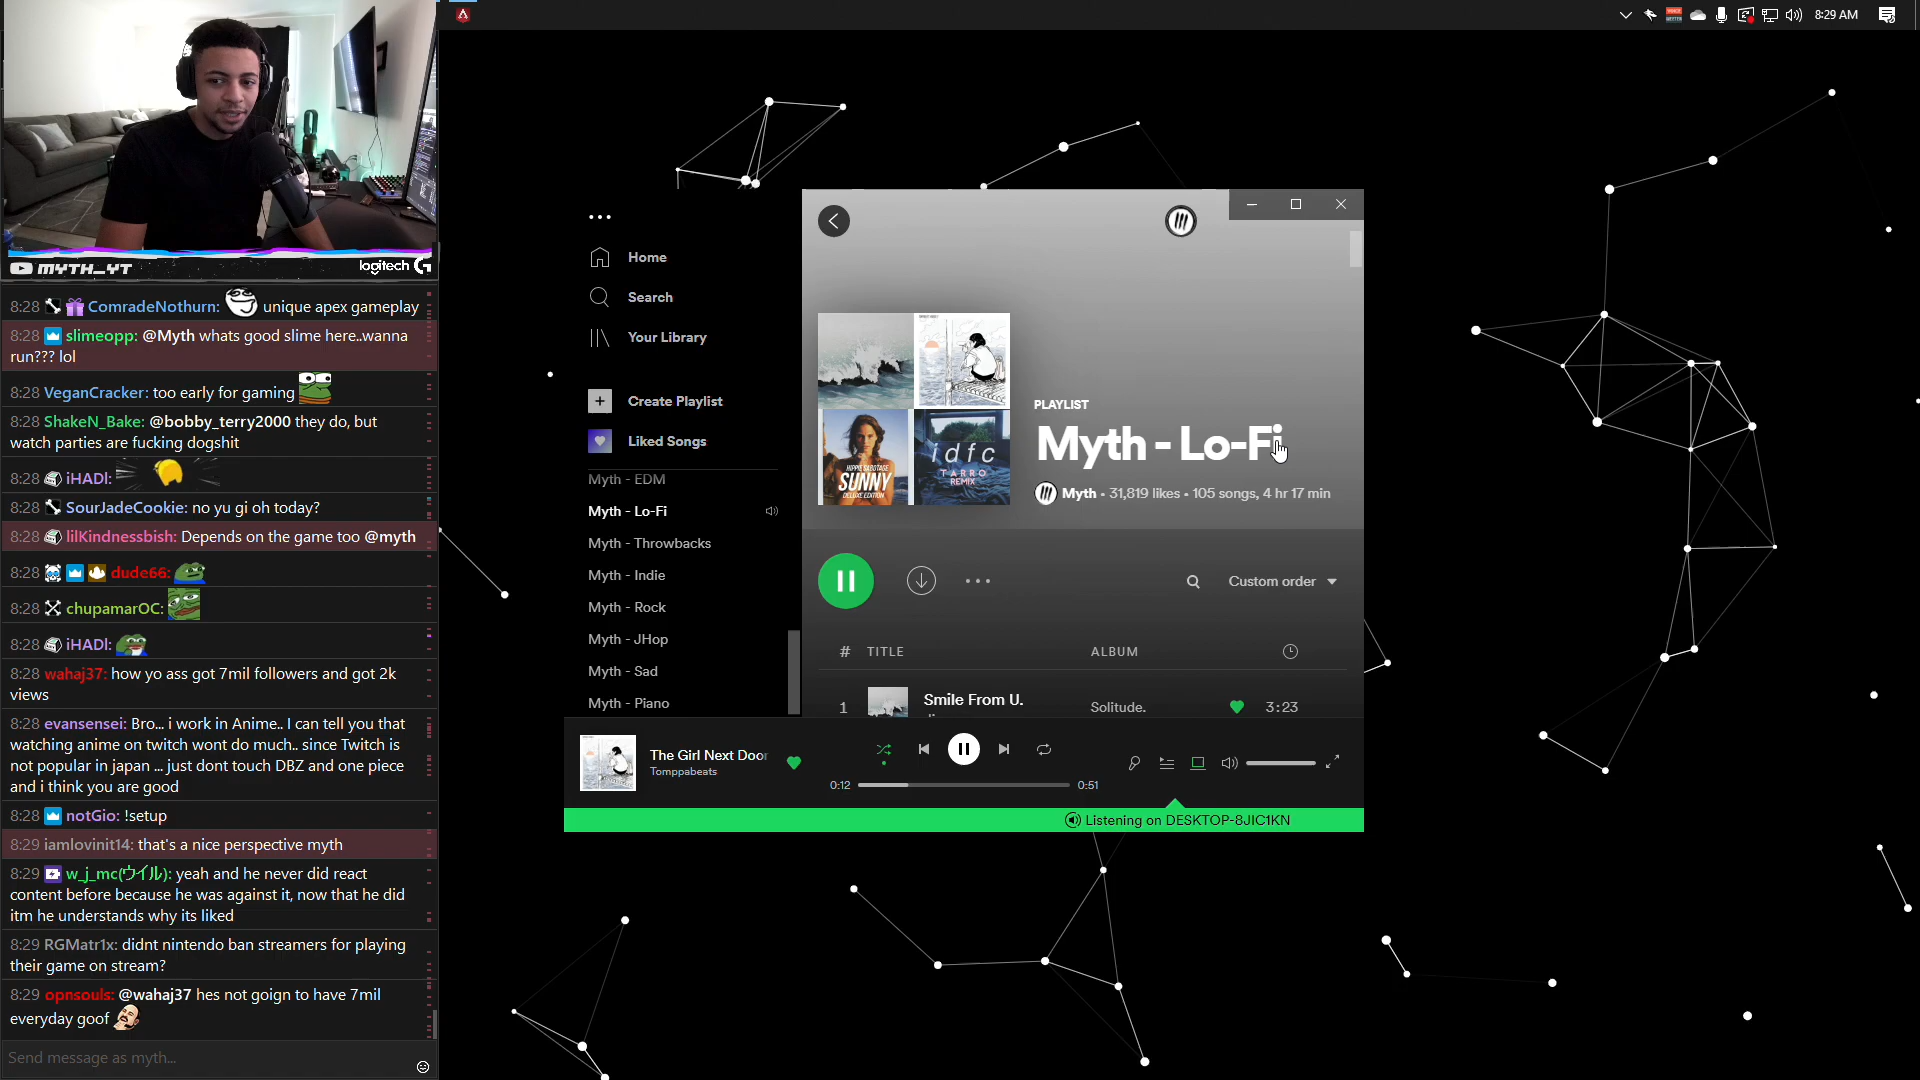 8:29 AM
MYTH_YT
logitech G
8:28 ComradeNothurn: unique apex gameplay
8:28 slimeopp: @Myth whats good slime here..wanna
run??? lol
8:28 VeganCracker: too early for gaming
8:28 ShakeN_Bake: @bobby_terry2000 they do, but
watch parties are fucking dogshit
8:28 iHADl:
8:28 SourJadeCookie: no yu gi oh today?
8:28 lilKindnessbish: Depends on the game too @myth
8:28 dude66:
8:28 chupamarOC:
8:28 iHADl:
8:28 wahaj37: how yo ass got 7mil followers and got 2k
views
8:28 evansensei: Bro... i work in Anime.. I can tell you that
watching anime on twitch wont do much.. since Twitch is
not popular in japan ... just dont touch DBZ and one piece
and i think you are good
8:28 notGio: !setup
8:29 iamlovinit14: that's a nice perspective myth
8:29 w_j_mc(ウイル): yeah and he never did react
content before because he was against it, now that he did
itm he understands why its liked
8:29 RGMatr1x: didnt nintendo ban streamers for playing
their game on stream?
8:29 opnsouls: @wahaj37 hes not goign to have 7mil
everyday goof
Send message as myth...
Home
Search
Your Library
Create Playlist
Liked Songs
Myth - EDM
Myth - Lo-Fi
Myth - Throwbacks
Myth - Indie
Myth - Rock
Myth - JHop
Myth - Sad
Myth - Piano
HIPPIE SABOTAGE
SUNNY
DELUXE EDITION
idfc
TARRO
REMIX
PLAYLIST
Myth - Lo-Fi
Myth • 31,819 likes • 105 songs, 4 hr 17 min
Custom order
# TITLE ALBUM
1 Smile From U. Solitude. 3:23
The Girl Next Door
Tomppabeats
0:12 0:51
Listening on DESKTOP-8JIC1KN